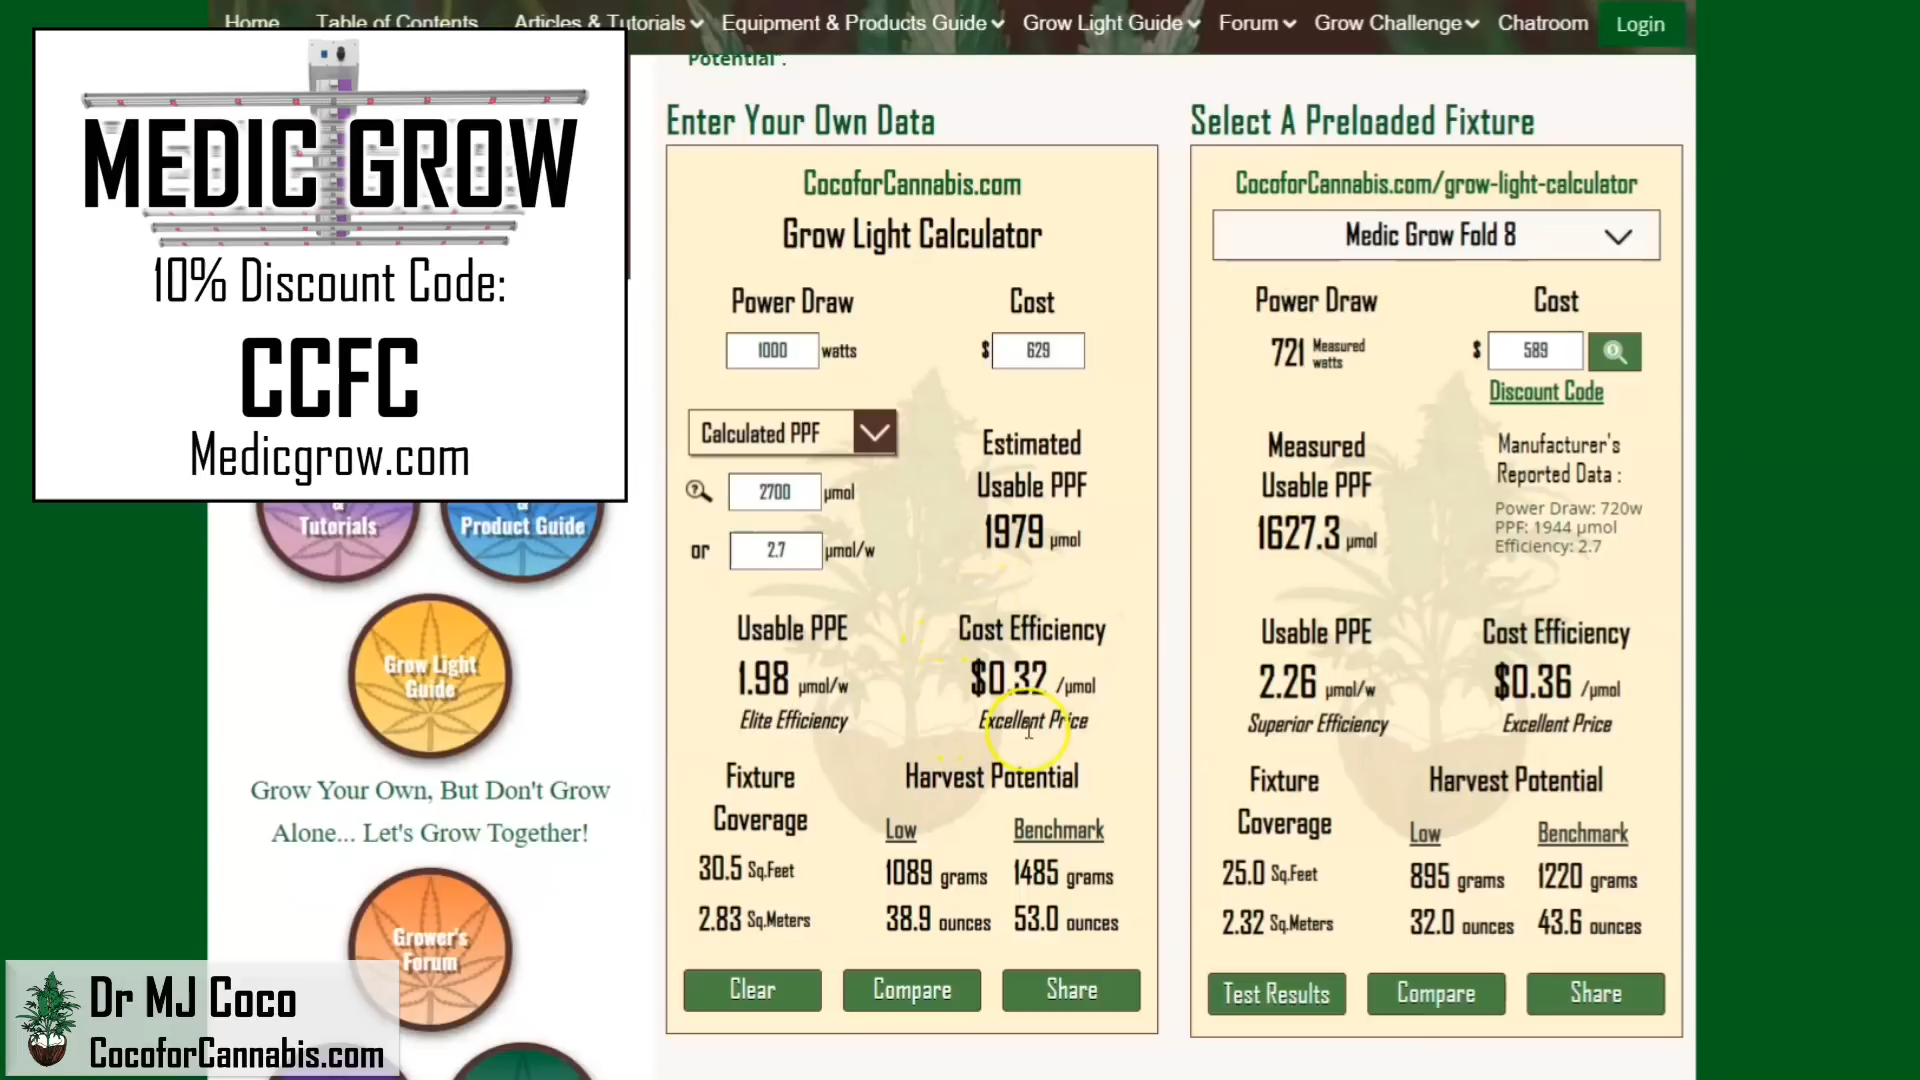 Home Table of Contents Articles & Tutorials Equipment & Products Guide Grow Light Guide Forum Grow Challenge Chatroom Login
Potential".
MEDIC GROW
10% Discount Code:
CCFC
Medicgrow.com
&
Tutorials
&
Product Guide
Grow Light
Guide
Grow Your Own, But Don't Grow
Alone... Let's Grow Together!
Grower's
Forum
Dr MJ Coco
CocoforCannabis.com
Enter Your Own Data
CocoforCannabis.com
Grow Light Calculator
Power Draw Cost
1000 watts $ 629
Calculated PPF
Estimated
Usable PPF
1979 µmol
2700 µmol
or 2.7 µmol/w
Usable PPE Cost Efficiency
1.98 µmol/w $0.32 /µmol
Elite Efficiency Excellent Price
Fixture Harvest Potential
Coverage Low Benchmark
30.5 Sq.Feet 1089 grams 1485 grams
2.83 Sq.Meters 38.9 ounces 53.0 ounces
Clear Compare Share
Select A Preloaded Fixture
CocoforCannabis.com/grow-light-calculator
Medic Grow Fold 8
Power Draw Cost
721 Measured watts $ 589
Discount Code
Measured
Usable PPF
1627.3 µmol
Manufacturer's
Reported Data :
Power Draw: 720w
PPF: 1944 µmol
Efficiency: 2.7
Usable PPE Cost Efficiency
2.26 µmol/w $0.36 /µmol
Superior Efficiency Excellent Price
Fixture Harvest Potential
Coverage Low Benchmark
25.0 Sq.Feet 895 grams 1220 grams
2.32 Sq.Meters 32.0 ounces 43.6 ounces
Test Results Compare Share